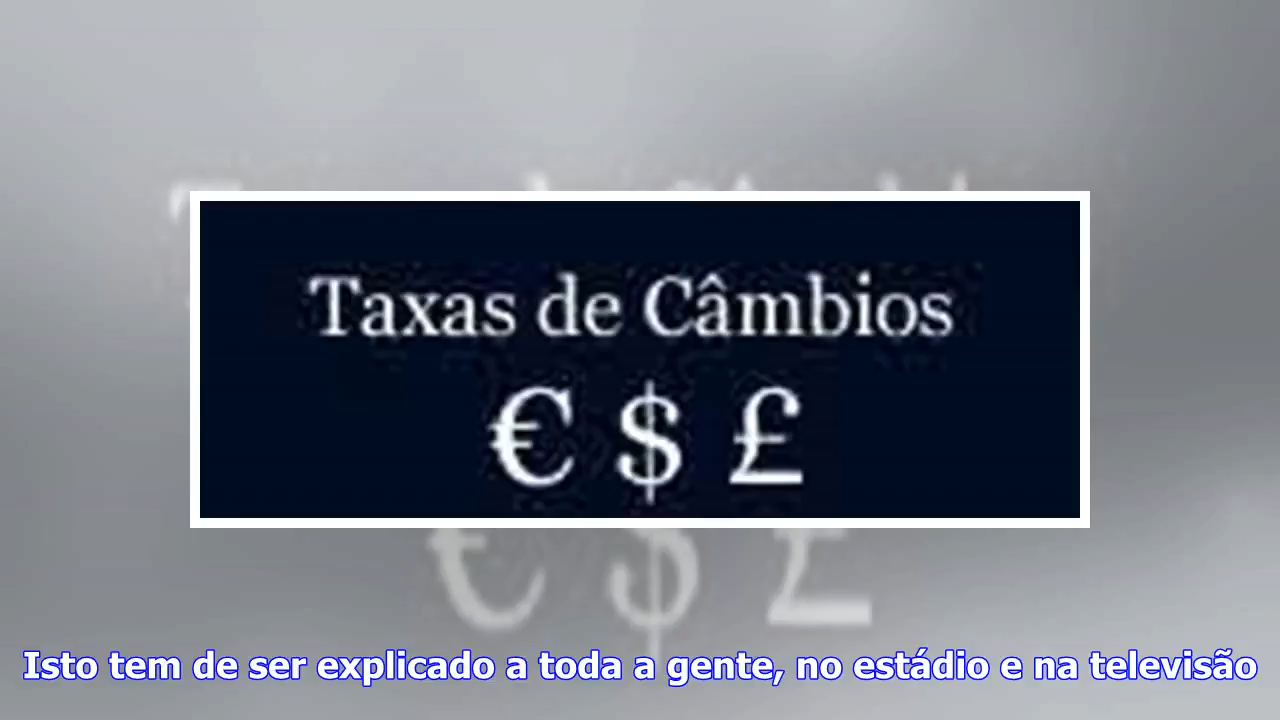 Taxas de Câmbios
€ $ £
€ $ £
Isto tem de ser explicado a toda a gente, no estádio e na televisão